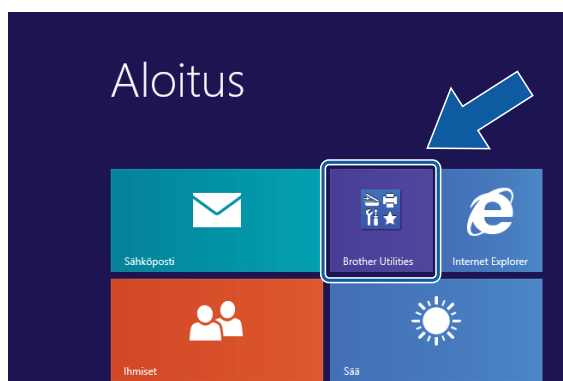 Aloitus
Sähköposti
Brother Utilities
Internet Explorer
Ihmiset
Sää